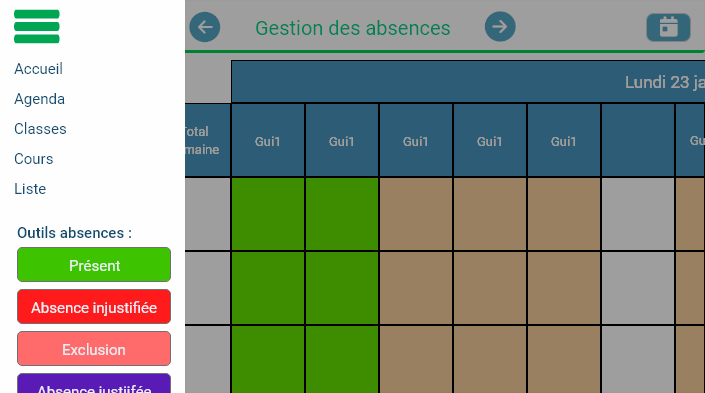 Gestion des absences
Accueil
Agenda
Classes
Cours
Liste
Outils absences :
Présent
Absence injustifiée
Exclusion
Absence justiifée
Lundi 23 ja
Total
maine
Gui1
Gui1
Gui1
Gui1
Gui1
Gu